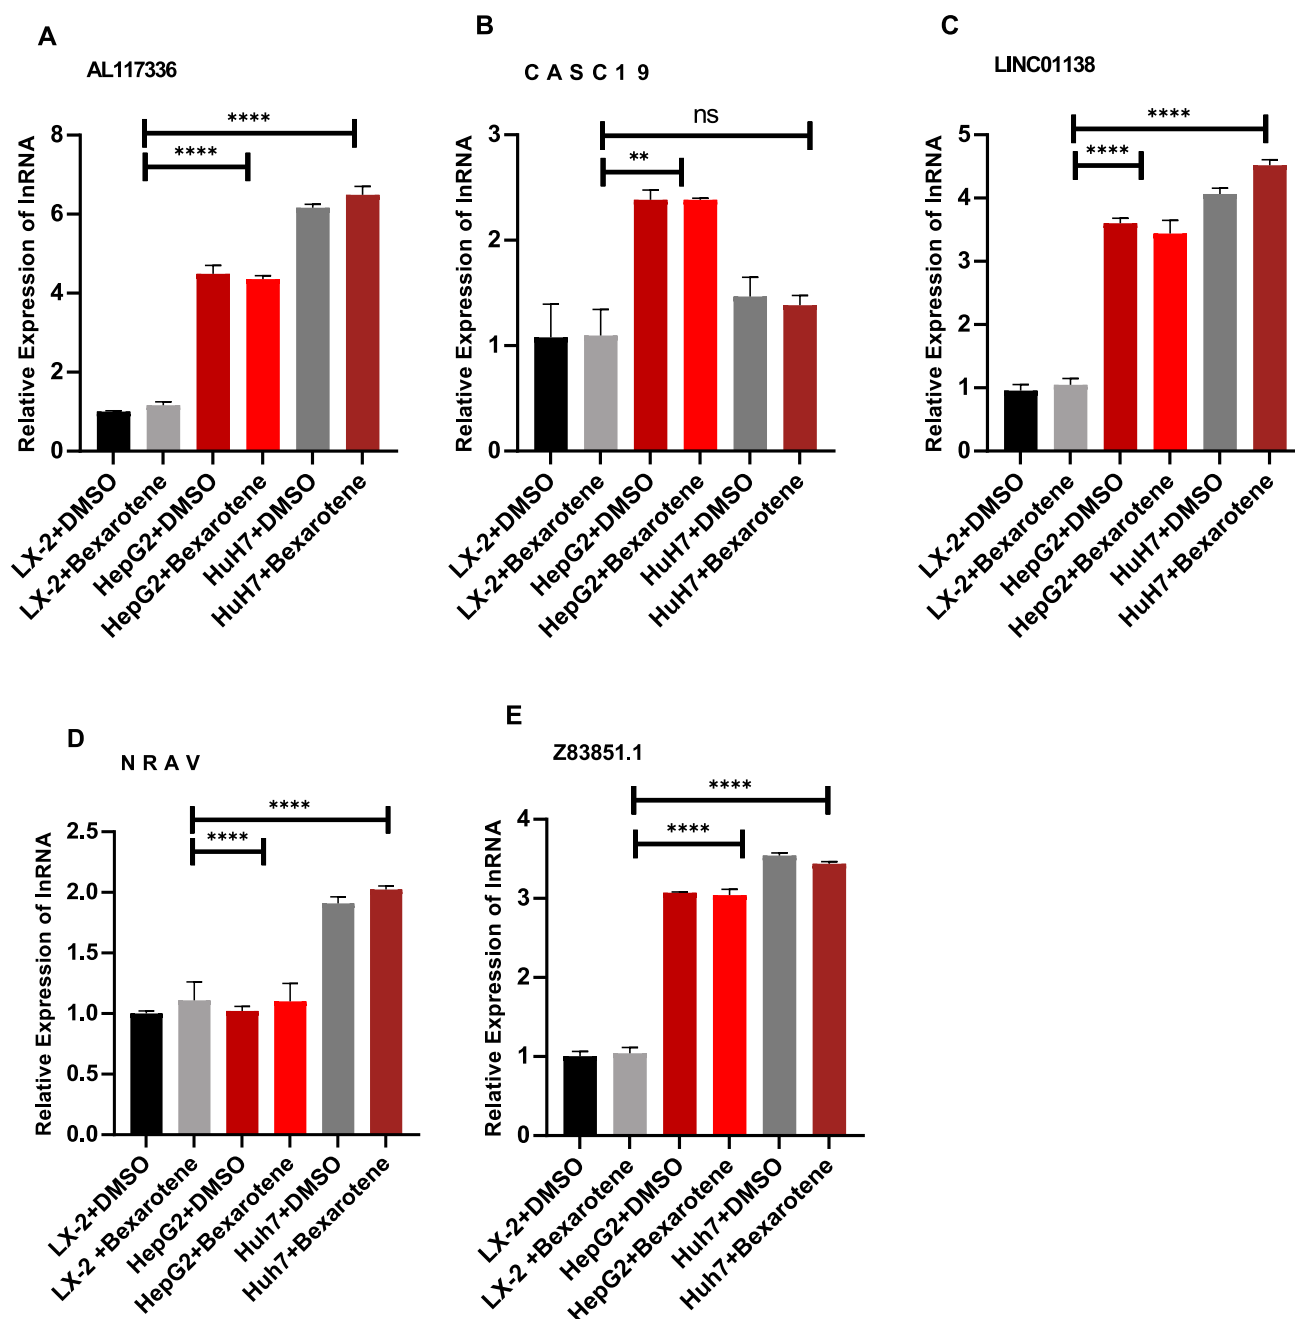 A
AL117336
Relative Expression of lnRNA
8
6
4
2
0
****
****
LX-2+DMSO
LX-2+Bexarotene
HepG2+DMSO
HepG2+Bexarotene
HuH7+DMSO
HuH7+Bexarotene
B
C A S C 1 9
Relative Expression of lnRNA
3
2
1
0
ns
**
LX-2+DMSO
LX-2+Bexarotene
HepG2+DMSO
HepG2+Bexarotene
HuH7+DMSO
HuH7+Bexarotene
C
LINC01138
Relative Expression of lnRNA
5
4
3
2
1
0
****
****
LX-2+DMSO
LX-2+Bexarotene
HepG2+DMSO
HepG2+Bexarotene
HuH7+DMSO
HuH7+Bexarotene
D
N R A V
Relative Expression of lnRNA
2.5
2.0
1.5
1.0
0.5
0.0
****
****
LX-2+DMSO
LX-2 +Bexarotene
HepG2+DMSO
HepG2+Bexarotene
Huh7+DMSO
Huh7+Bexarotene
E
Z83851.1
Relative Expression of lnRNA
4
3
2
1
0
****
****
LX-2+DMSO
LX-2 +Bexarotene
HepG2+DMSO
HepG2+Bexarotene
Huh7+DMSO
Huh7+Bexarotene